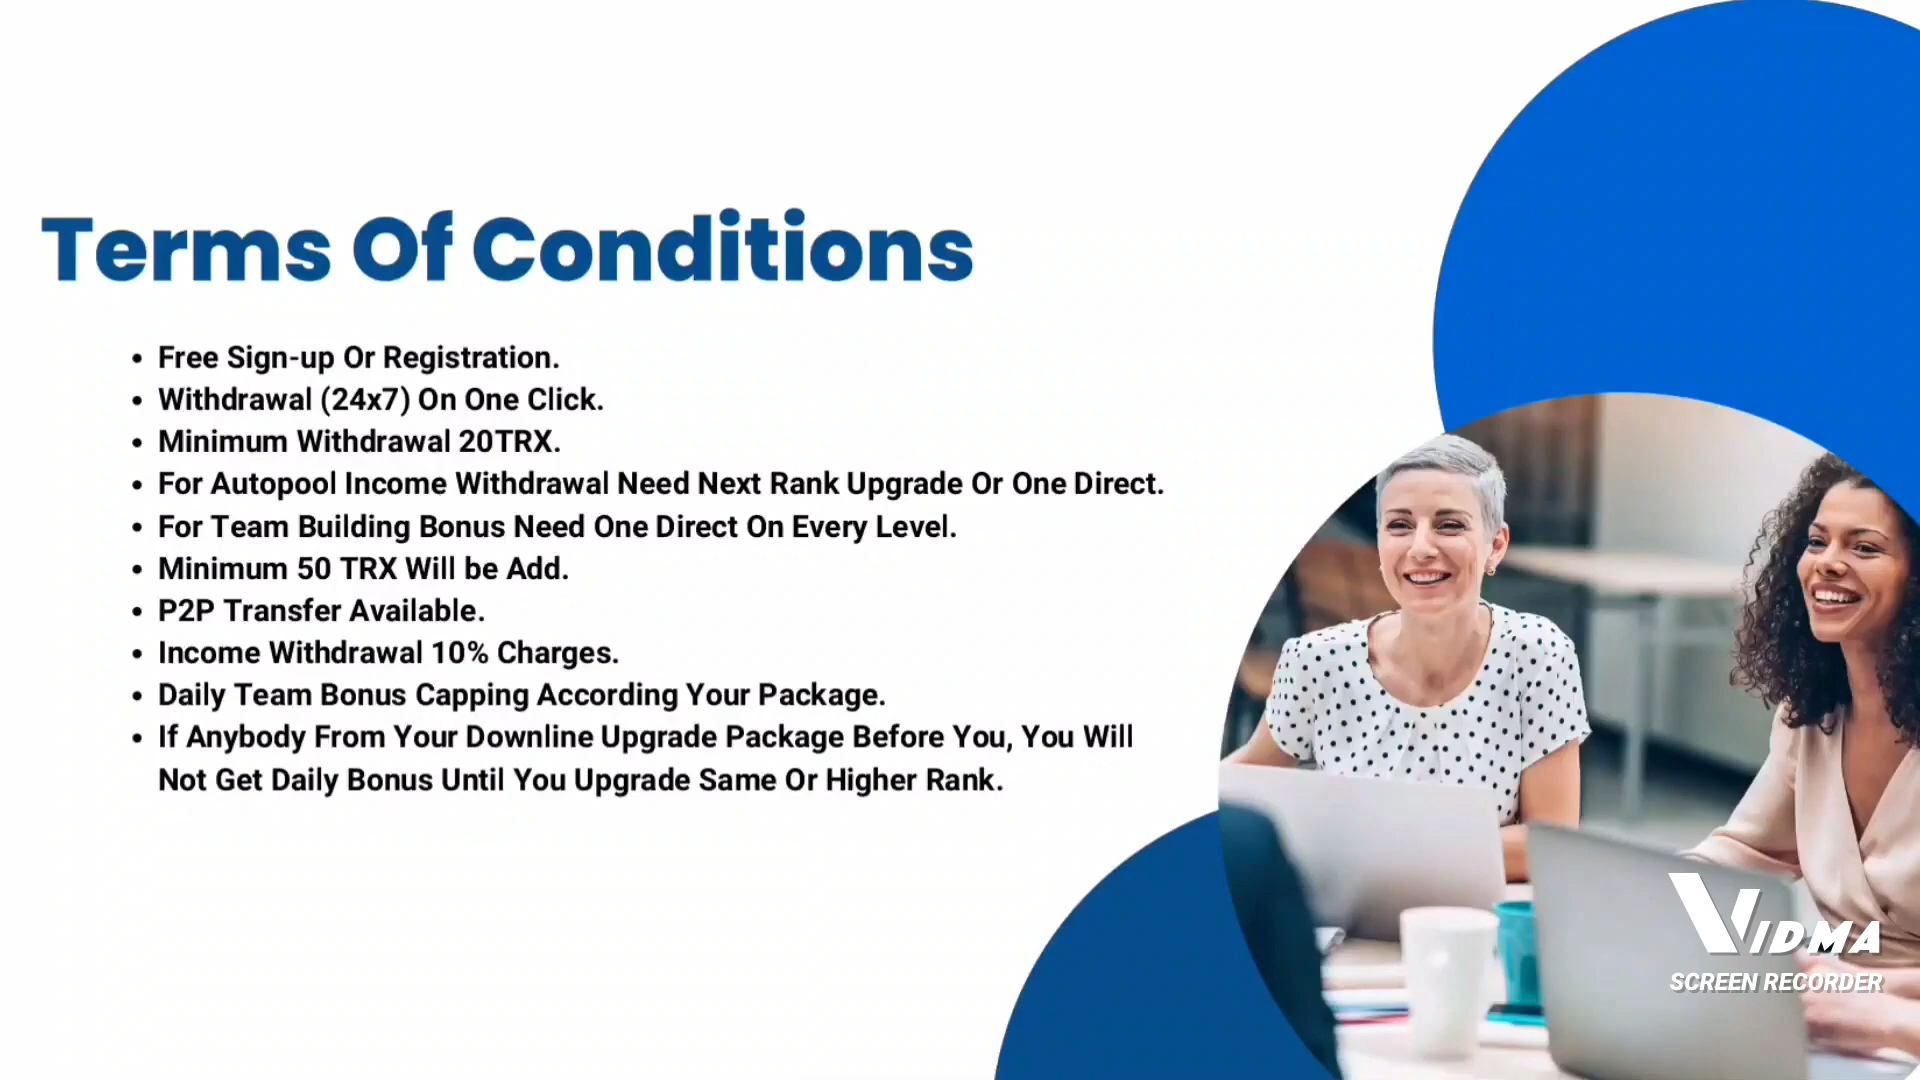 Terms Of Conditions
• Free Sign-up Or Registration.
• Withdrawal (24x7) On One Click.
• Minimum Withdrawal 20TRX.
• For Autopool Income Withdrawal Need Next Rank Upgrade Or One Direct.
• For Team Building Bonus Need One Direct On Every Level.
• Minimum 50 TRX Will be Add.
• P2P Transfer Available.
• Income Withdrawal 10% Charges.
• Daily Team Bonus Capping According Your Package.
• If Anybody From Your Downline Upgrade Package Before You, You Will
Not Get Daily Bonus Until You Upgrade Same Or Higher Rank.
VIDMA
SCREEN RECORDER